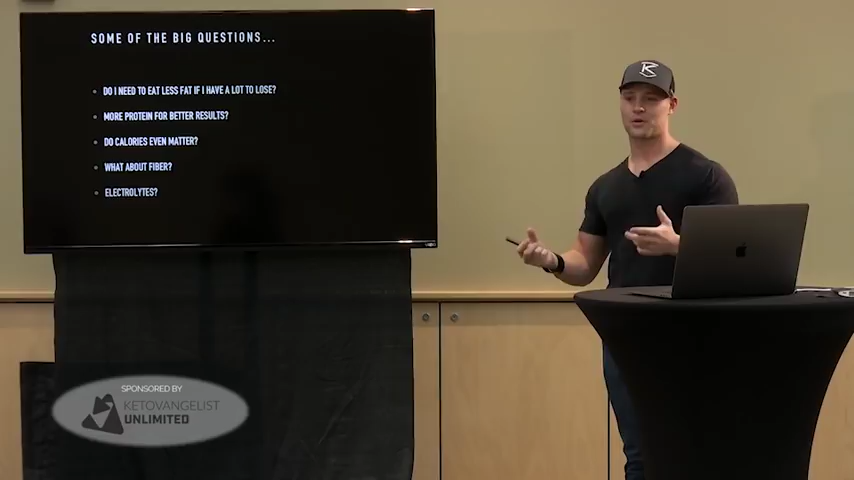 SOME OF THE BIG QUESTIONS...
DO I NEED TO EAT LESS FAT IF I HAVE A LOT TO LOSE?
MORE PROTEIN FOR BETTER RESULTS?
DO CALORIES EVEN MATTER?
WHAT ABOUT FIBER?
ELECTROLYTES?
SPONSORED BY
KETOVANGELIST
UNLIMITED